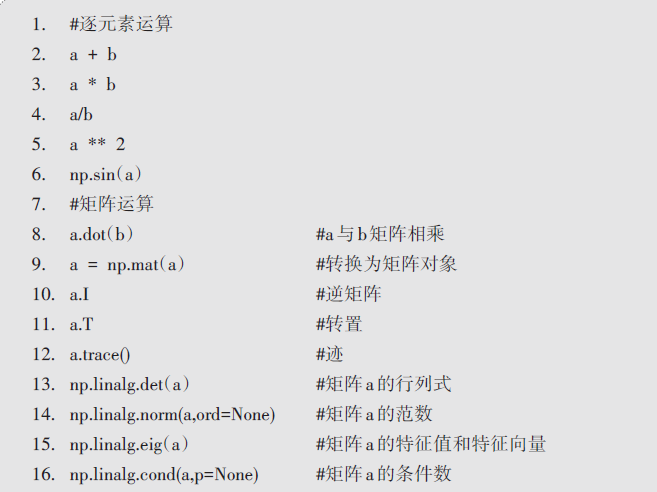 1. #逐元素运算
2. a + b
3. a * b
4. a/b
5. a ** 2
6. np.sin(a)
7. #矩阵运算
8. a.dot(b) #a与b矩阵相乘
9. a = np.mat(a) #转换为矩阵对象
10. a.I #逆矩阵
11. a.T #转置
12. a.trace() #迹
13. np.linalg.det(a) #矩阵a的行列式
14. np.linalg.norm(a,ord=None) #矩阵a的范数
15. np.linalg.eig(a) #矩阵a的特征值和特征向量
16. np.linalg.cond(a,p=None) #矩阵a的条件数